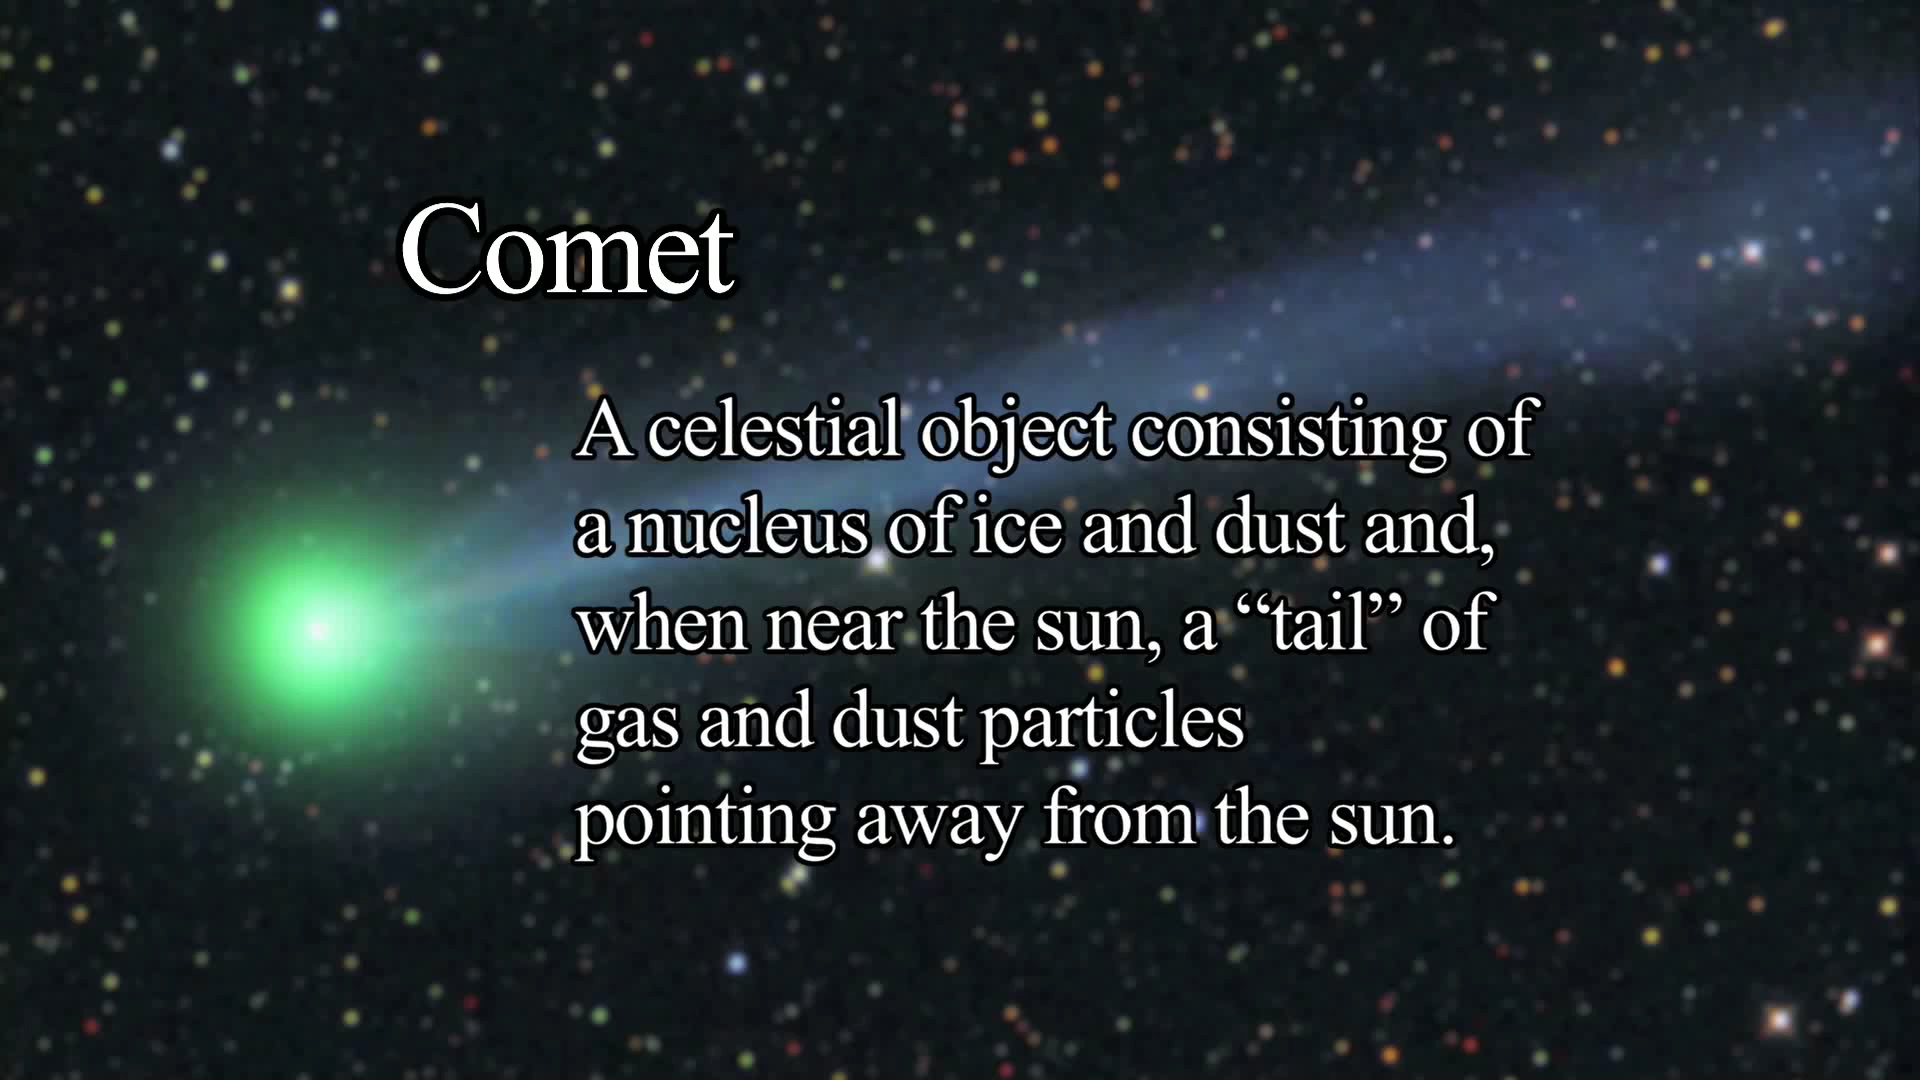 Comet
A celestial object consisting of
a nucleus of ice and dust and,
when near the sun, a “tail” of
gas and dust particles
pointing away from the sun.